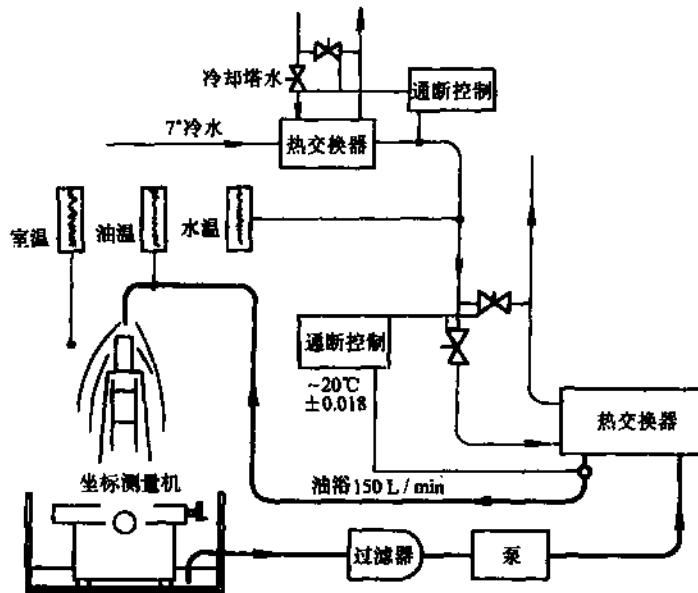 冷却塔水
通断控制
7°冷水
热交换器
室温
油温
水温
通断控制
~20℃
±0.018
热交换器
坐标测量机
油浴150L/min
过滤器
泵